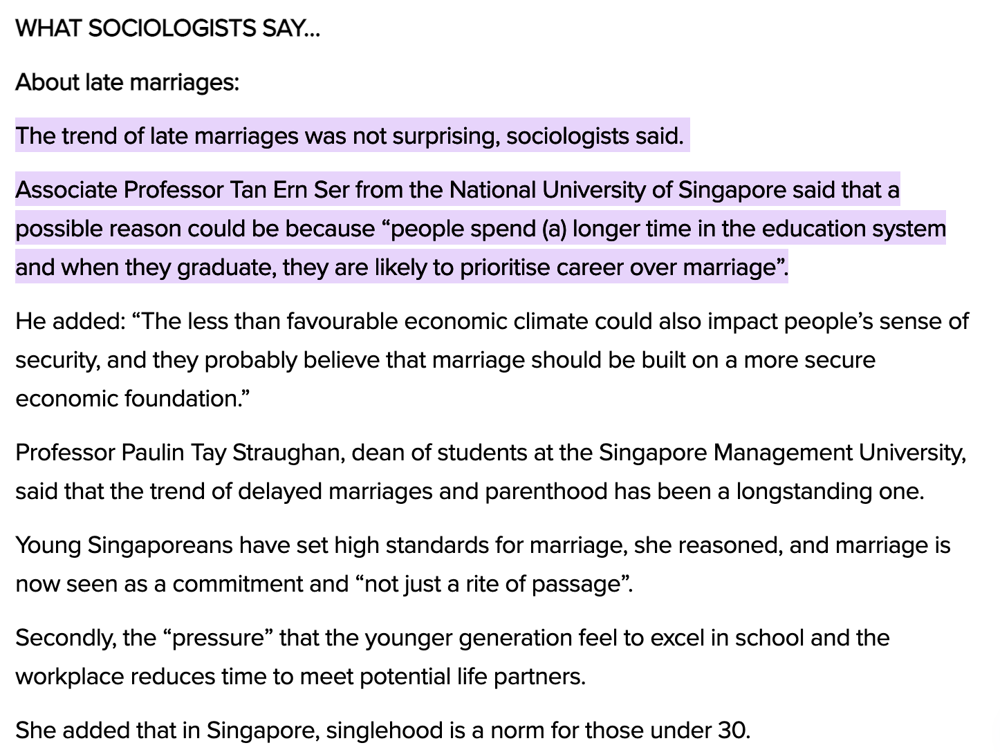 WHAT SOCIOLOGISTS SAY...
About late marriages:
The trend of late marriages was not surprising, sociologists said.
Associate Professor Tan Ern Ser from the National University of Singapore said that a
possible reason could be because “people spend (a) longer time in the education system
and when they graduate, they are likely to prioritise career over marriage”.
He added: “The less than favourable economic climate could also impact people’s sense of
security, and they probably believe that marriage should be built on a more secure
economic foundation.”
Professor Paulin Tay Straughan, dean of students at the Singapore Management University,
said that the trend of delayed marriages and parenthood has been a longstanding one.
Young Singaporeans have set high standards for marriage, she reasoned, and marriage is
now seen as a commitment and “not just a rite of passage”.
Secondly, the “pressure” that the younger generation feel to excel in school and the
workplace reduces time to meet potential life partners.
She added that in Singapore, singlehood is a norm for those under 30.